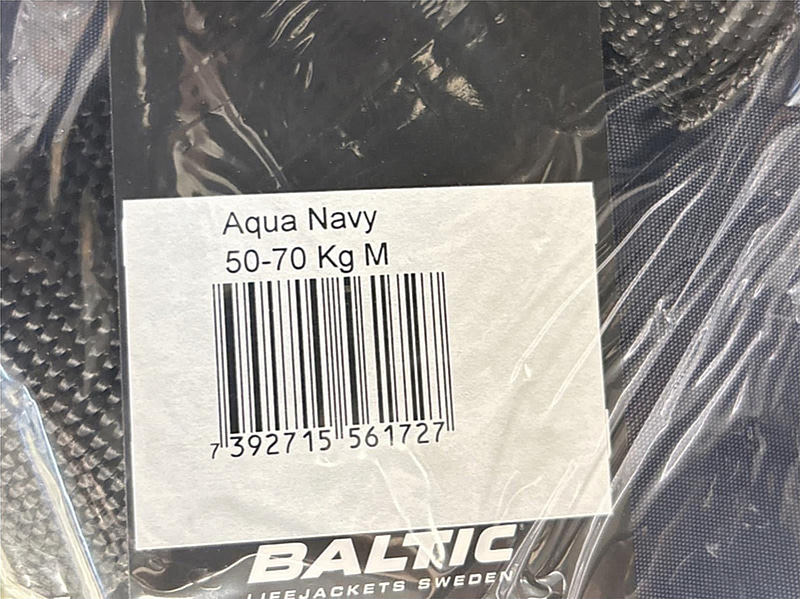 Aqua Navy
50-70 Kg M
7 392715 561727
BALTIC
LIFEJACKETS SWEDEN